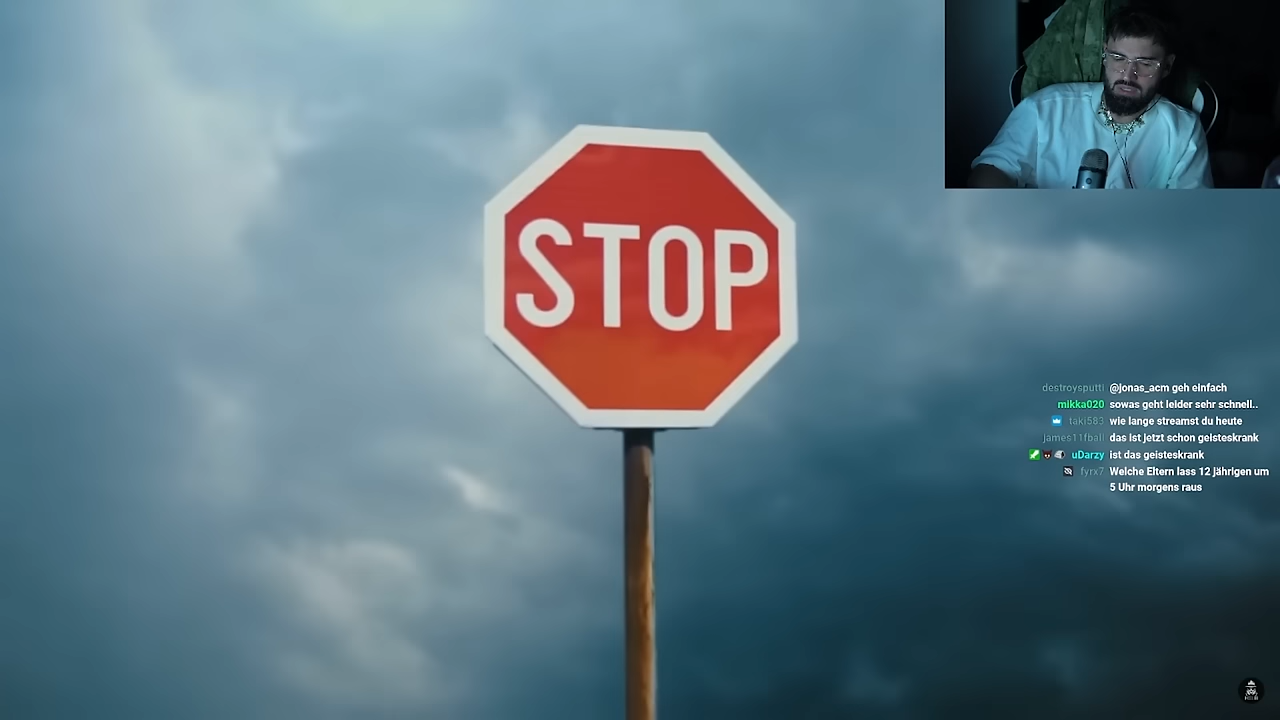 STOP
destroysputti @jonas_acm geh einfach
mikka020 sowas geht leider sehr schnell..
taki583 wie lange streamst du heute
james11fball das ist jetzt schon geisteskrank
uDarzy ist das geisteskrank
fyrx7 Welche Eltern lass 12 jährigen um
5 Uhr morgens raus